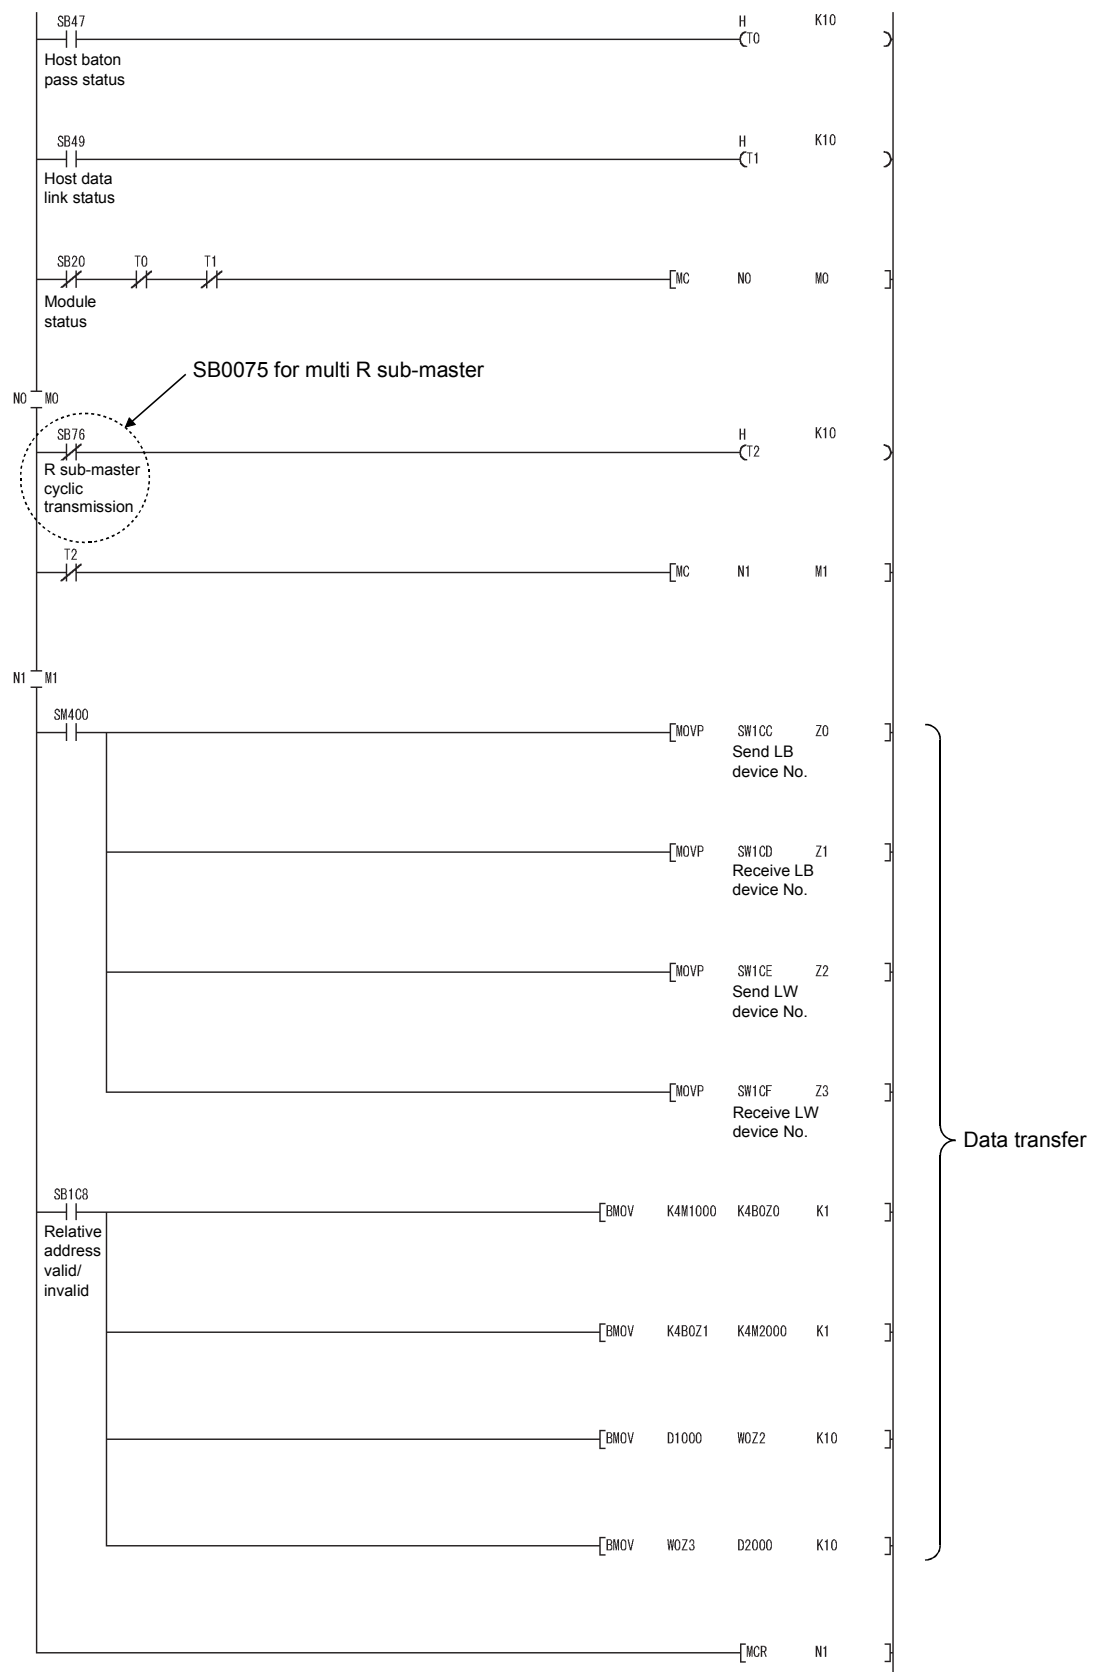 SB47 H K10
T0
Host baton
pass status
SB49 H K10
T1
Host data
link status
SB20 T0 T1
MC N0 M0
Module
status
SB0075 for multi R sub-master
N0 M0
SB76 H K10
T2
R sub-master
cyclic
transmission
T2
MC N1 M1
N1 M1
SM400
MOVP SW1CC Z0
Send LB
device No.
MOVP SW1CD Z1
Receive LB
device No.
MOVP SW1CE Z2
Send LW
device No.
MOVP SW1CF Z3
Receive LW
device No.
Data transfer
SB1C8
BMOV K4M1000 K4B0Z0 K1
Relative
address
valid/
invalid
BMOV K4B0Z1 K4M2000 K1
BMOV D1000 W0Z2 K10
BMOV W0Z3 D2000 K10
MCR N1